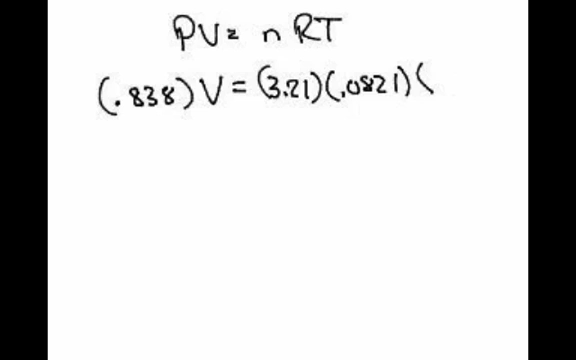 PV = nRT
(.838) V = (3.21)(.0821)(